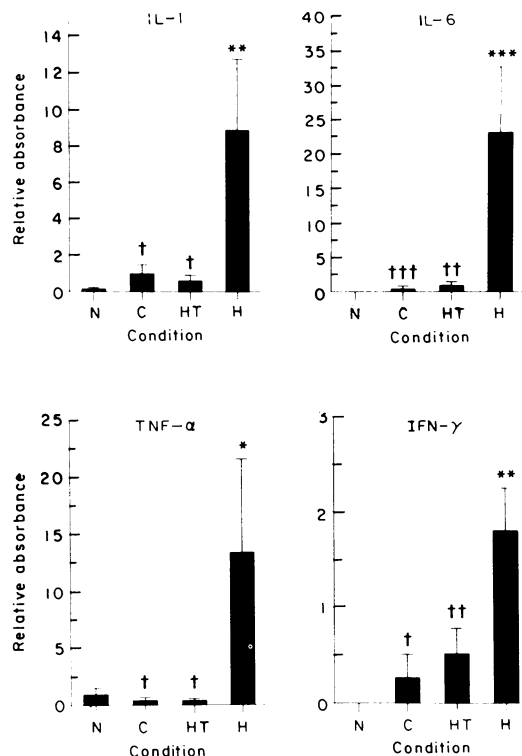 IL-1
Relative absorbance
14
12
10
8
6
4
2
0
**
†
†
N C HT H
Condition
IL-6
40
35
30
25
20
15
10
5
0
***
†††
††
N C HT H
Condition
TNF-α
Relative absorbance
25
20
15
10
5
0
*
†
†
N C HT H
Condition
IFN-γ
3
2
1
0
**
†
††
N C HT H
Condition